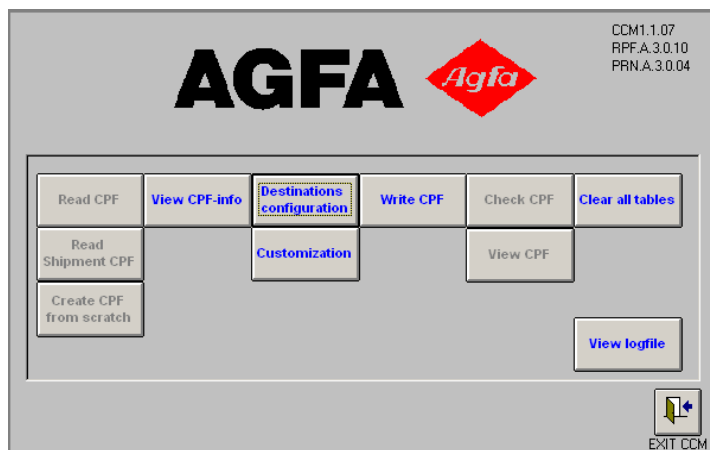 CCM1.1.07
RPF.A.3.0.10
PRN.A.3.0.04
AGFA Agfa
Read CPF View CPF-info Destinations configuration Write CPF Check CPF Clear all tables
Read Shipment CPF Customization View CPF
Create CPF from scratch
View logfile
EXIT CCM